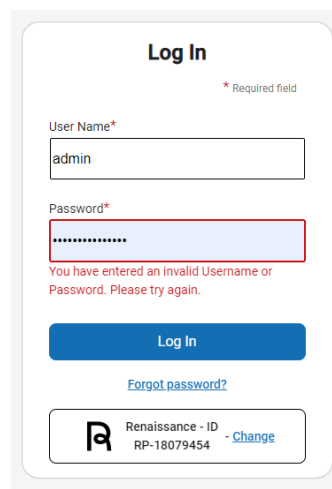 Log In
* Required field
User Name*
admin
Password*
•••••••••••••••
You have entered an invalid Username or
Password. Please try again.
Log In
Forgot password?
Renaissance - ID
RP-18079454 - Change